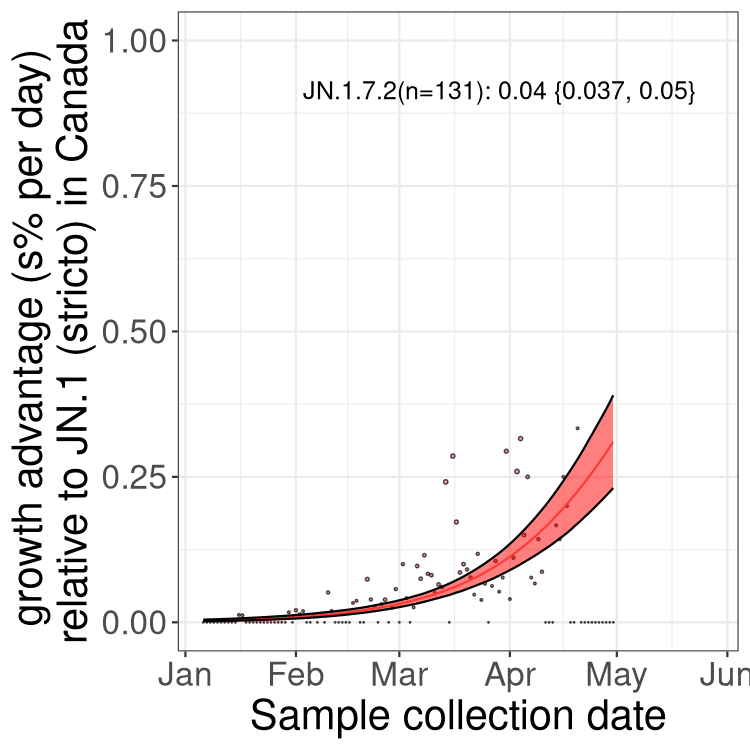 growth advantage (s% per day)
relative to JN.1 (stricto) in Canada
1.00
0.75
0.50
0.25
0.00
JN.1.7.2(n=131): 0.04 {0.037, 0.05}
Jan Feb Mar Apr May Jun
Sample collection date